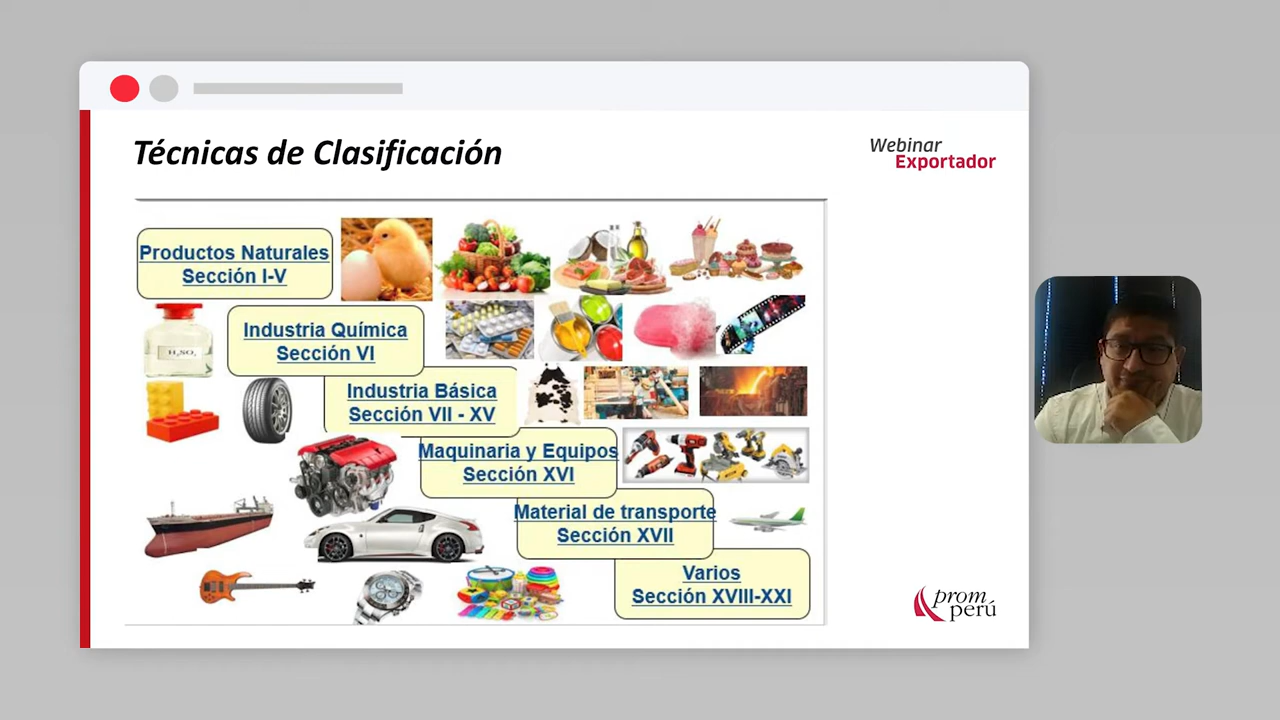 Técnicas de Clasificación
Webinar
Exportador
Productos Naturales
Sección I-V
H₂SO₄
Industria Química
Sección VI
Industria Básica
Sección VII - XV
Maquinaria y Equipos
Sección XVI
Material de transporte
Sección XVII
Varios
Sección XVIII-XXI
prom
perú